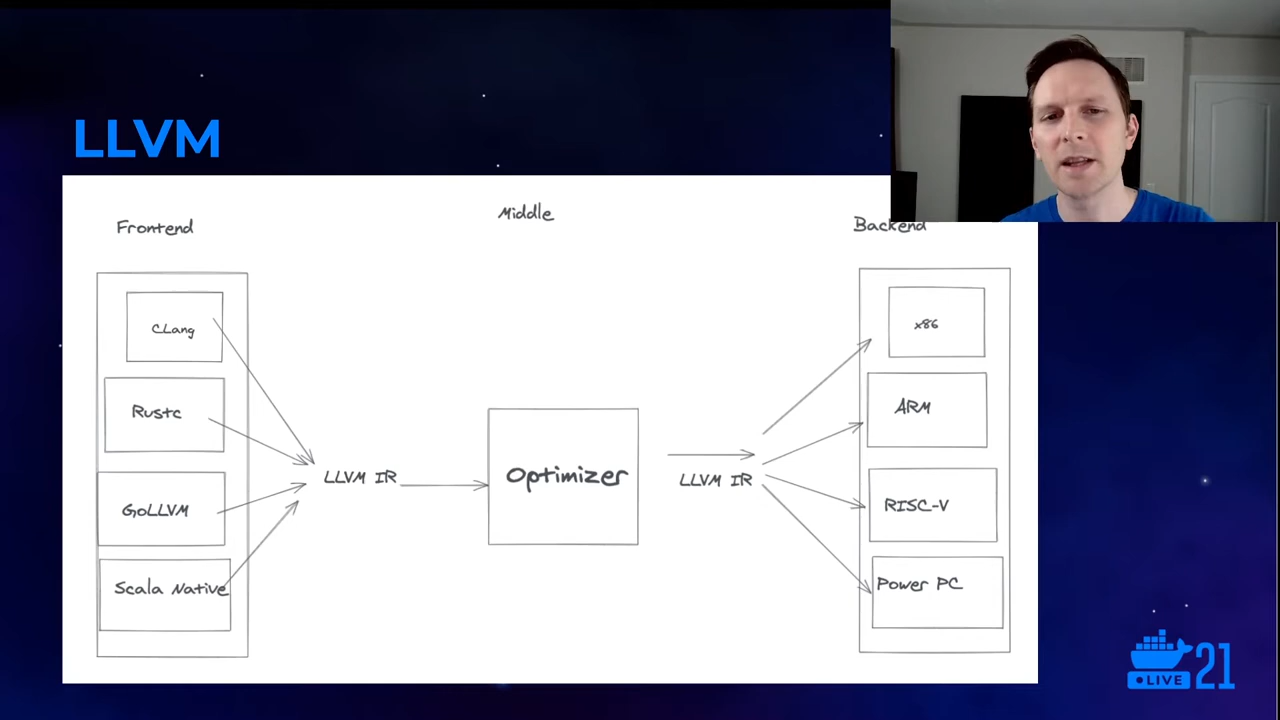 LLVM
Frontend
Middle
Backend
CLang
Rustc
GoLLVM
Scala Native
LLVM IR
Optimizer
LLVM IR
x86
ARM
RISC-V
Power PC
LIVE 21